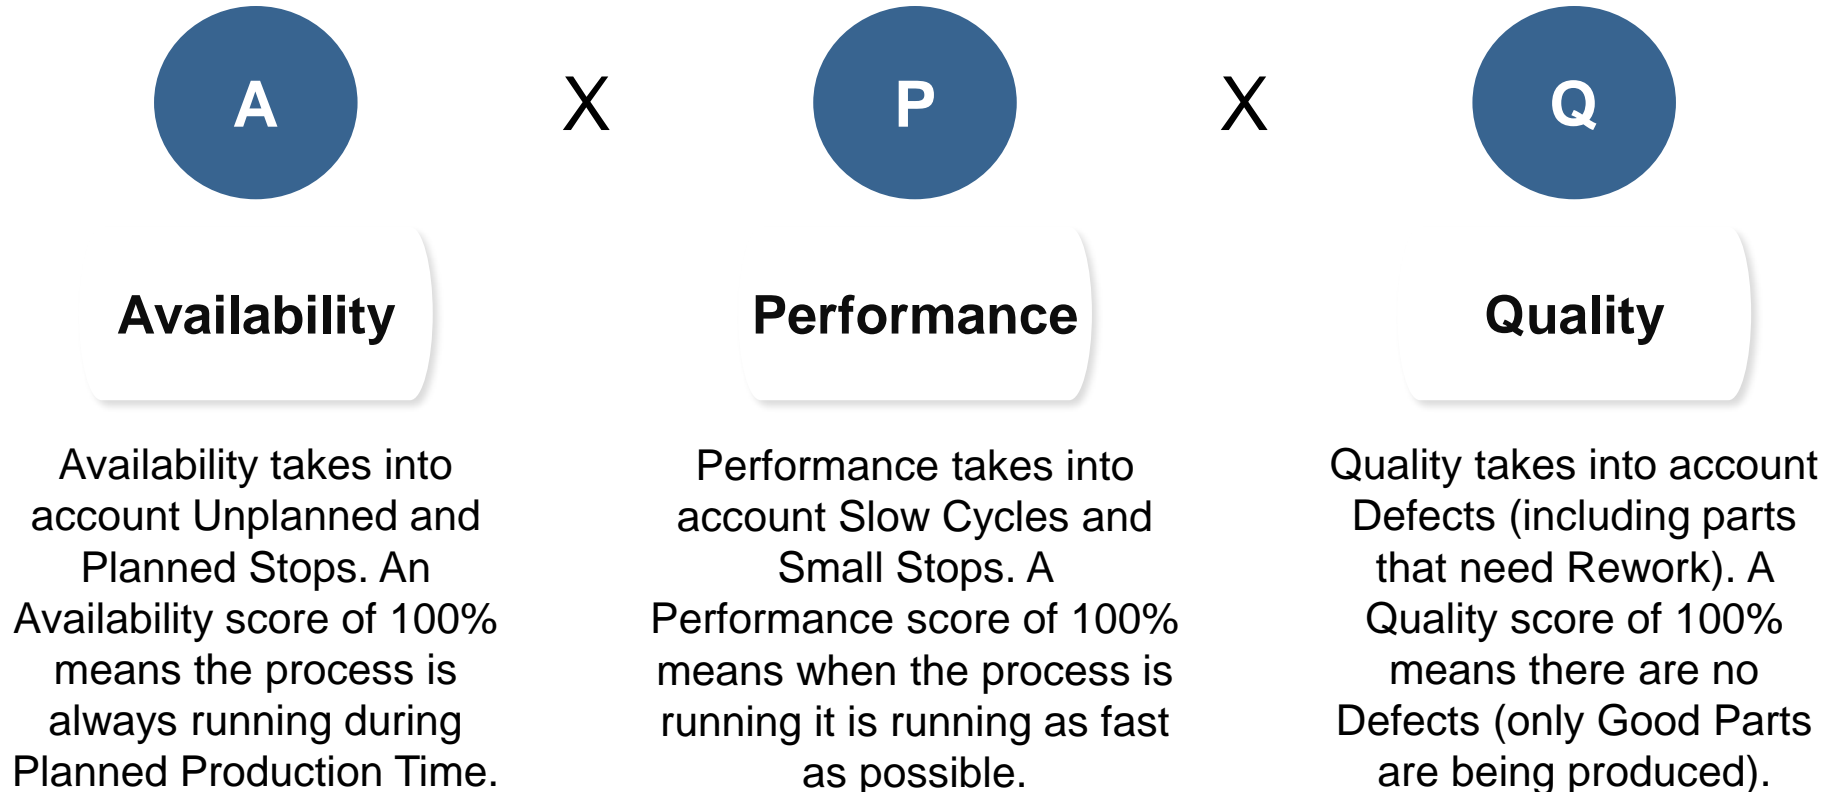 A X P X Q
Availability
Performance
Quality
Availability takes into
account Unplanned and
Planned Stops. An
Availability score of 100%
means the process is
always running during
Planned Production Time.
Performance takes into
account Slow Cycles and
Small Stops. A
Performance score of 100%
means when the process is
running it is running as fast
as possible.
Quality takes into account
Defects (including parts
that need Rework). A
Quality score of 100%
means there are no
Defects (only Good Parts
are being produced).